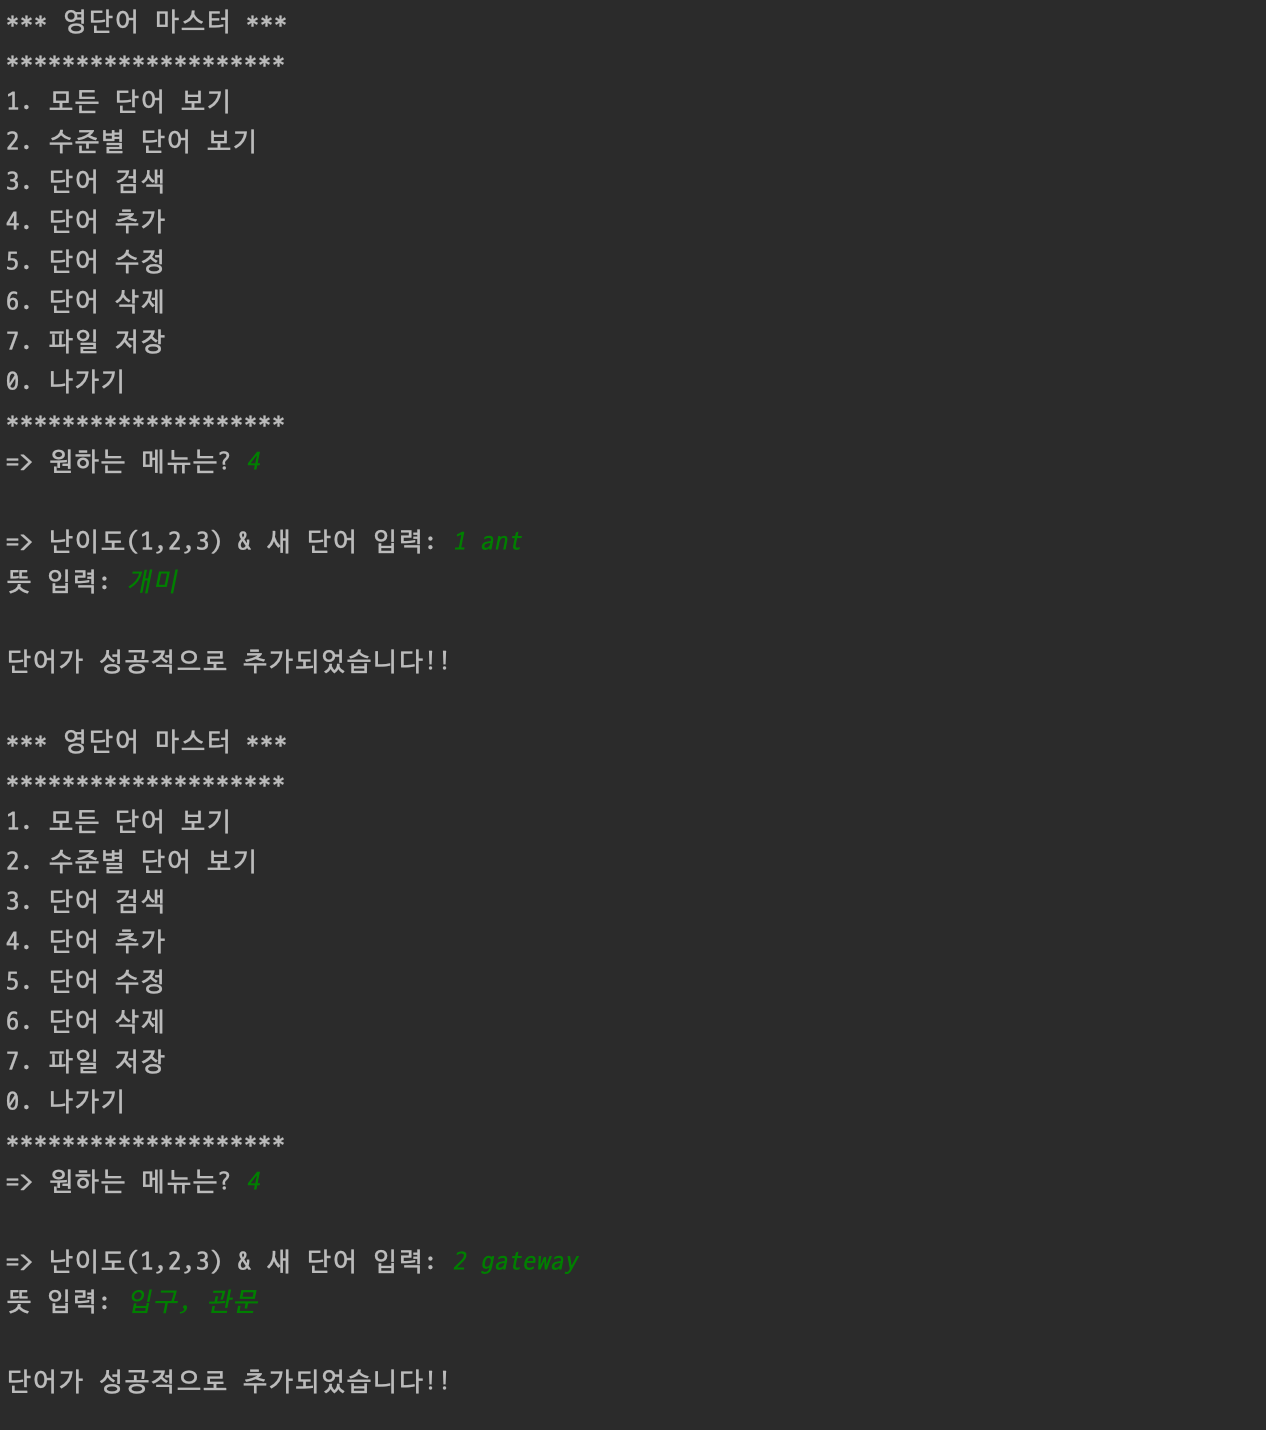 *** 영단어 마스터 ***
********************
1. 모든 단어 보기
2. 수준별 단어 보기
3. 단어 검색
4. 단어 추가
5. 단어 수정
6. 단어 삭제
7. 파일 저장
0. 나가기
********************
=> 원하는 메뉴는? 4
=> 난이도(1,2,3) & 새 단어 입력: 1 ant
뜻 입력: 개미
단어가 성공적으로 추가되었습니다!!
*** 영단어 마스터 ***
********************
1. 모든 단어 보기
2. 수준별 단어 보기
3. 단어 검색
4. 단어 추가
5. 단어 수정
6. 단어 삭제
7. 파일 저장
0. 나가기
********************
=> 원하는 메뉴는? 4
=> 난이도(1,2,3) & 새 단어 입력: 2 gateway
뜻 입력: 입구, 관문
단어가 성공적으로 추가되었습니다!!